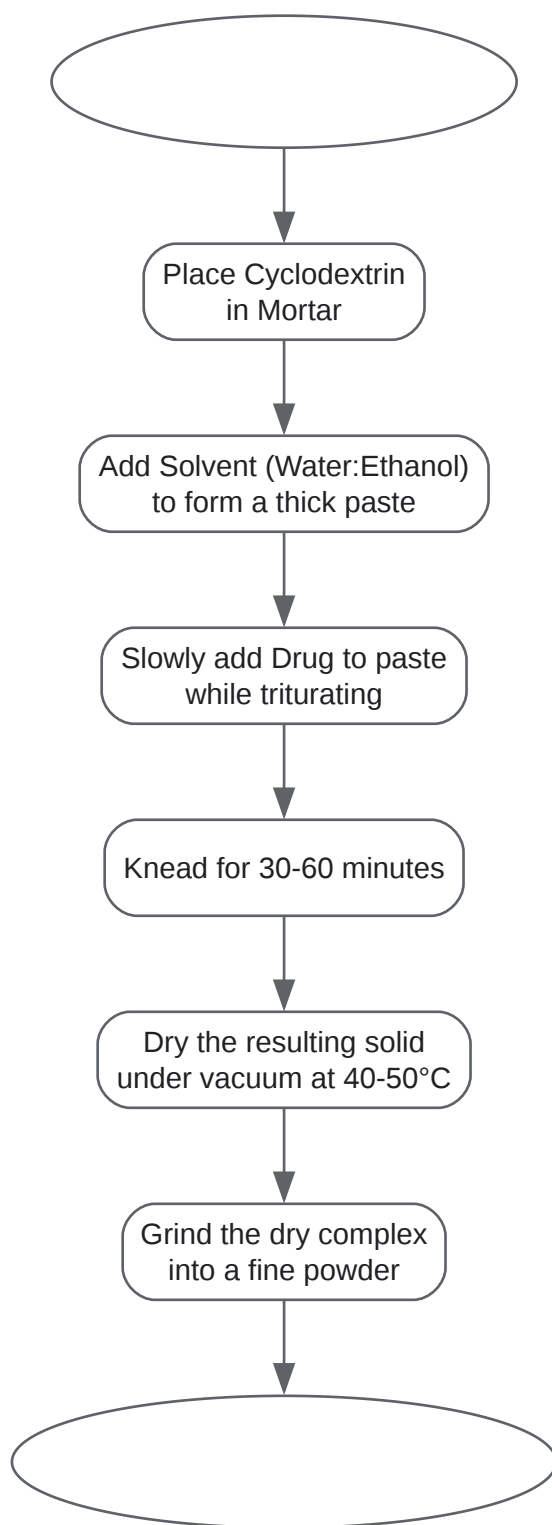 Place Cyclodextrin
in Mortar
Add Solvent (Water:Ethanol)
to form a thick paste
Slowly add Drug to paste
while triturating
Knead for 30-60 minutes
Dry the resulting solid
under vacuum at 40-50°C
Grind the dry complex
into a fine powder